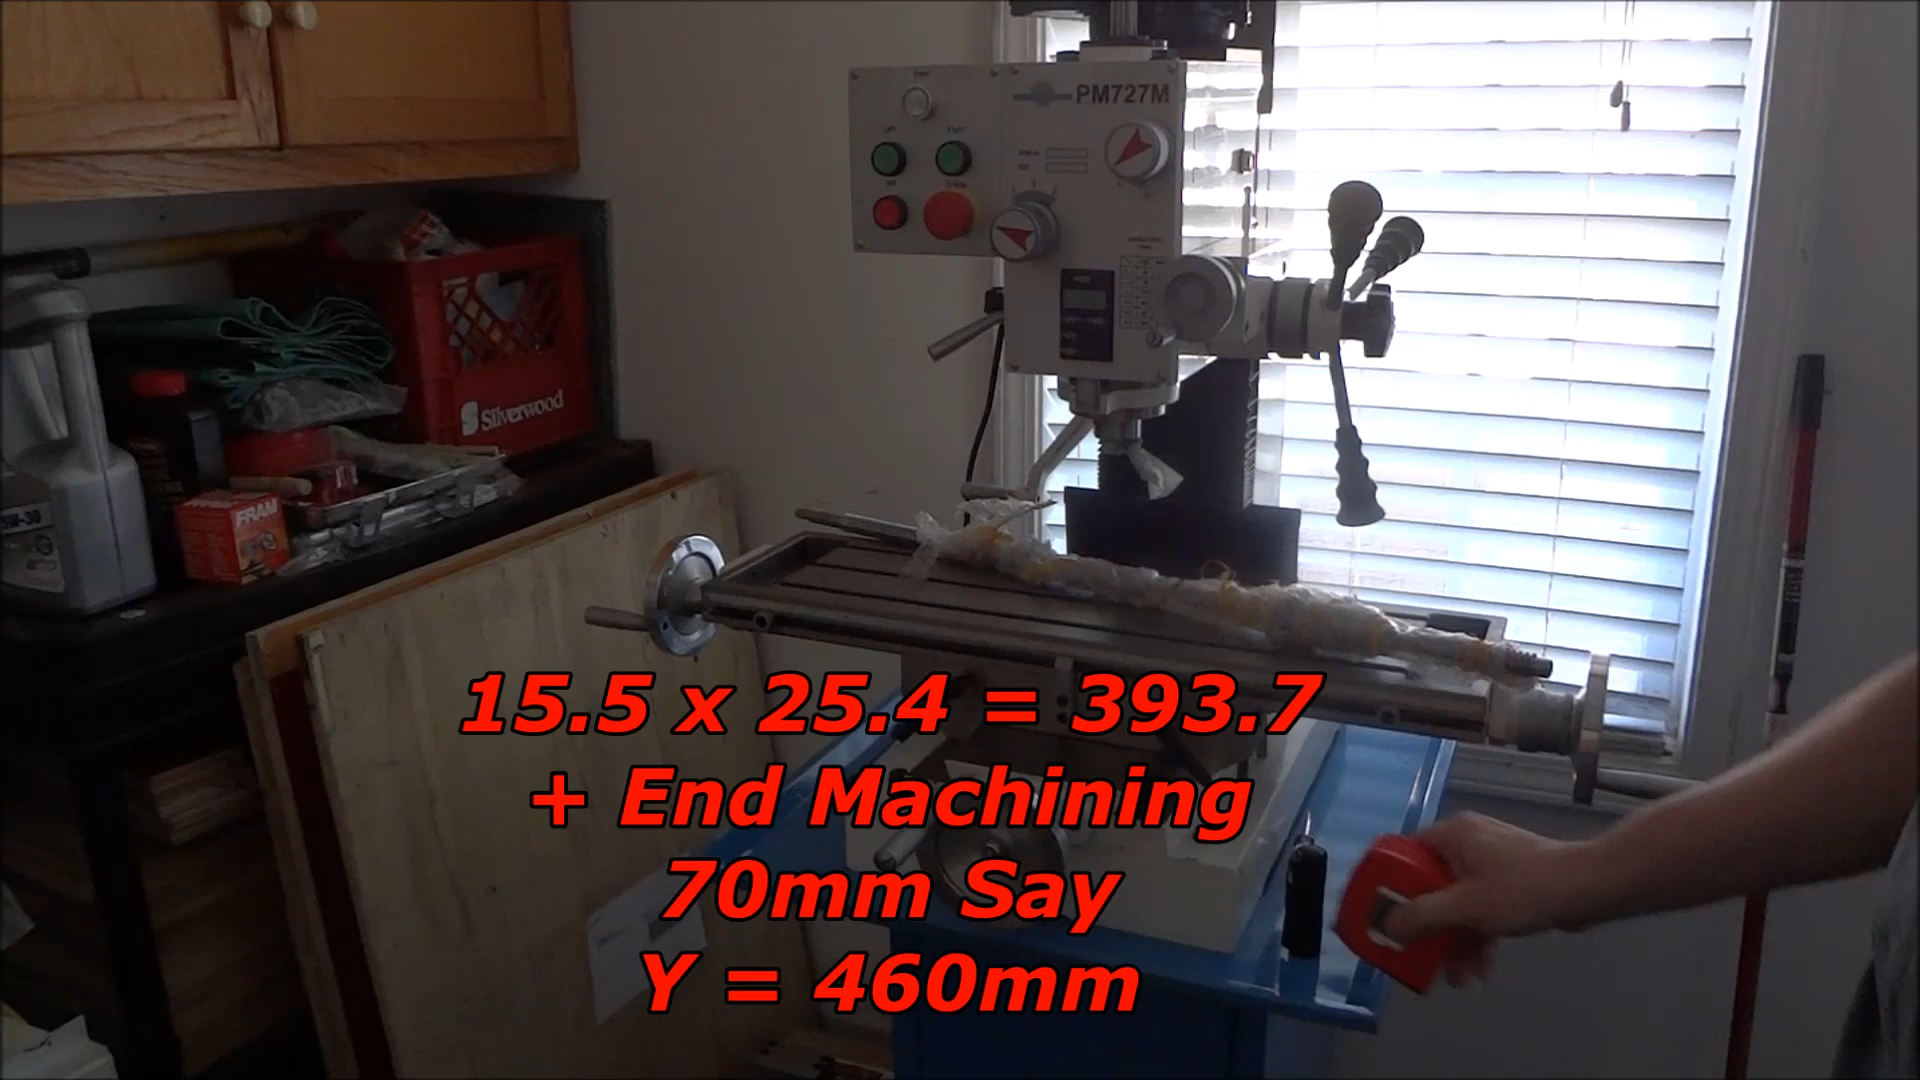 PM727M
Silverwood
FRAM
5W-30
15.5 x 25.4 = 393.7
+ End Machining
70mm Say
Y = 460mm